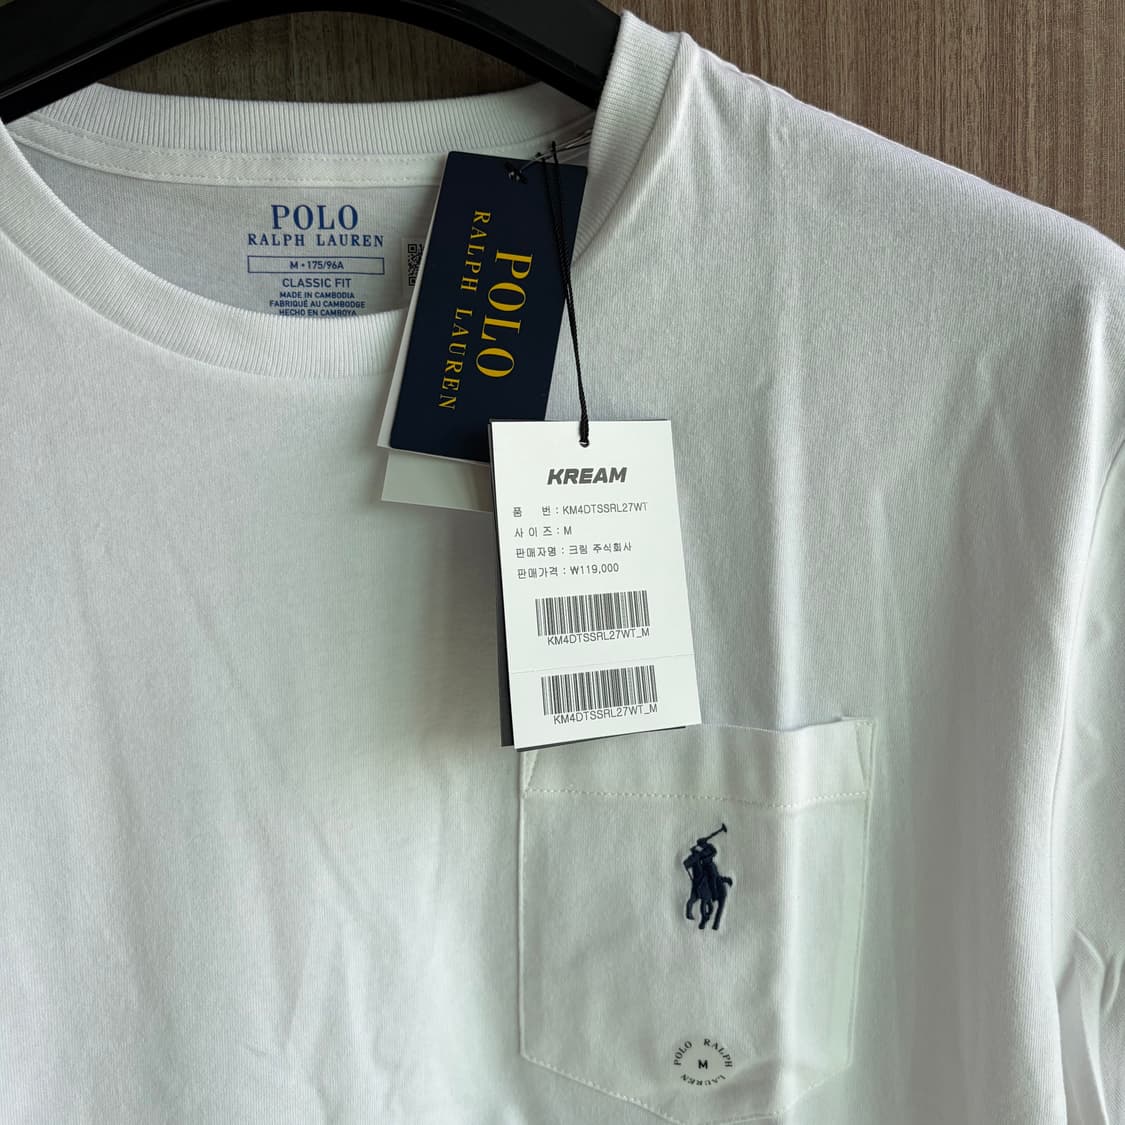 POLO
RALPH LAUREN
M • 175/96A
CLASSIC FIT
MADE IN CAMBODIA
FABRIQUÉ AU CAMBODGE
HECHO EN CAMBOYA
POLO
RALPH LAUREN
KREAM
품 번 : KM4DTSSRL27WT
사 이 즈 : M
판매자명 : 크림 주식회사
판매가격 : ₩119,000
KM4DTSSRL27WT_M
KM4DTSSRL27WT_M
POLO RALPH LAUREN
M